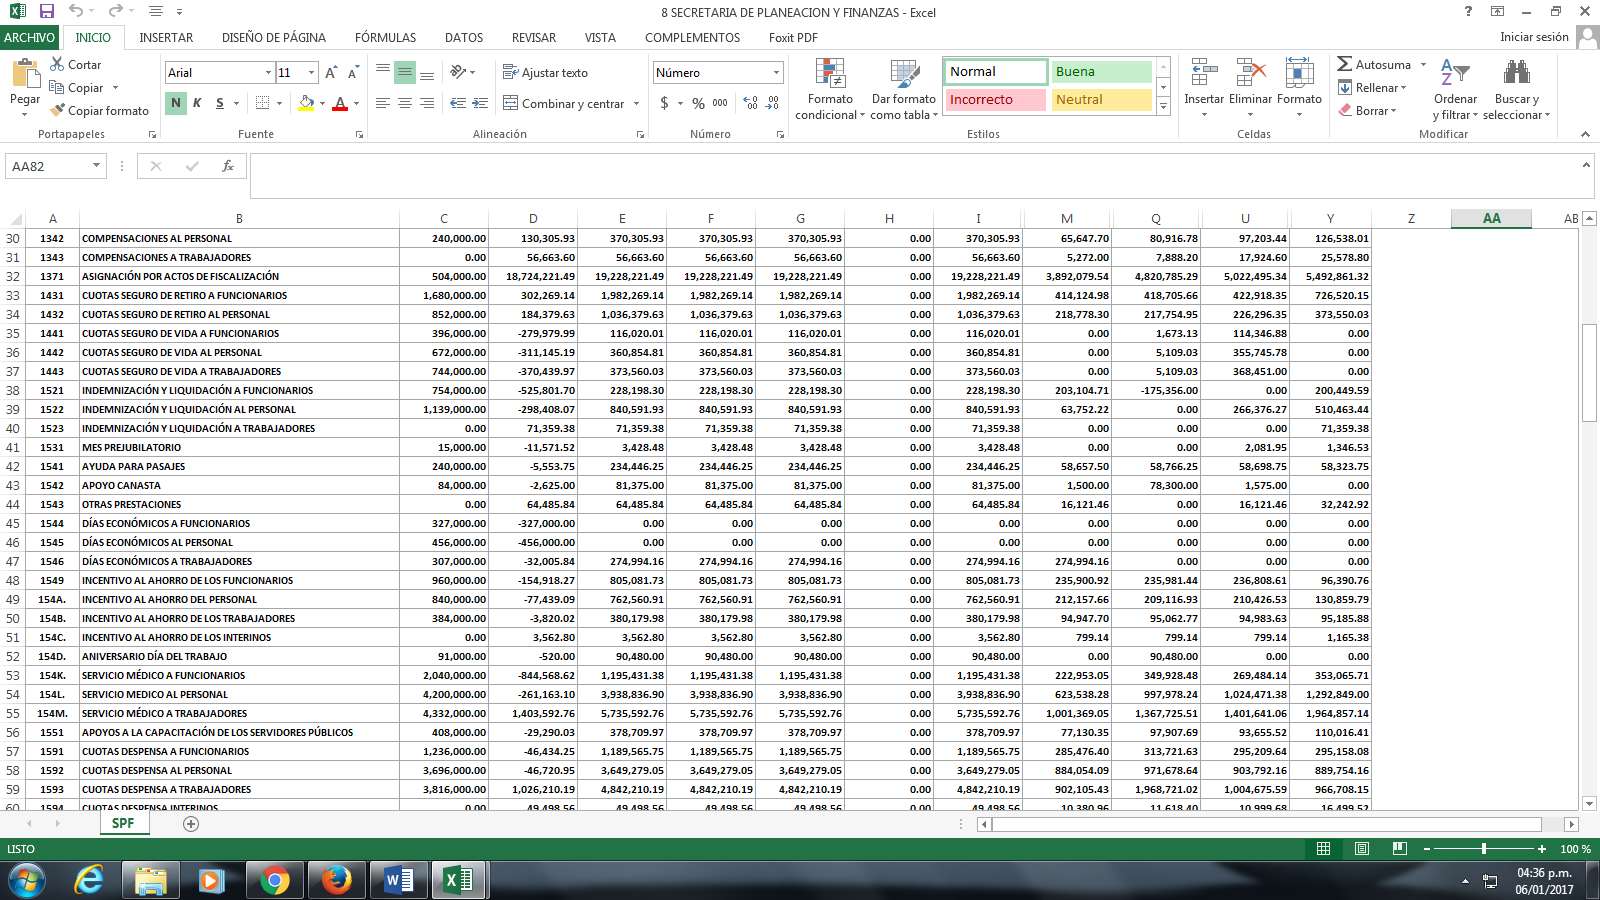 8 SECRETARIA DE PLANEACION Y FINANZAS - Excel
ARCHIVO INICIO INSERTAR DISEÑO DE PÁGINA FÓRMULAS DATOS REVISAR VISTA COMPLEMENTOS Foxit PDF Iniciar sesión
Pegar Cortar Copiar Copiar formato
Arial 11 N K S
Ajustar texto Combinar y centrar
Número $ % 000
Formato condicional Dar formato como tabla
Normal Buena Incorrecto Neutral
Insertar Eliminar Formato
Autosuma Rellenar Borrar Ordenar y filtrar Buscar y seleccionar
Portapapeles Fuente Alineación Número Estilos Celdas Modificar
AA82 fx
A B C D E F G H I M Q U Y Z AA AB
30 1342 COMPENSACIONES AL PERSONAL 240,000.00 130,305.93 370,305.93 370,305.93 370,305.93 0.00 370,305.93 65,647.70 80,916.78 97,203.44 126,538.01
31 1343 COMPENSACIONES A TRABAJADORES 0.00 56,663.60 56,663.60 56,663.60 56,663.60 0.00 56,663.60 5,272.00 7,888.20 17,924.60 25,578.80
32 1371 ASIGNACIÓN POR ACTOS DE FISCALIZACIÓN 504,000.00 18,724,221.49 19,228,221.49 19,228,221.49 19,228,221.49 0.00 19,228,221.49 3,892,079.54 4,820,785.29 5,022,495.34 5,492,861.32
33 1431 CUOTAS SEGURO DE RETIRO A FUNCIONARIOS 1,680,000.00 302,269.14 1,982,269.14 1,982,269.14 1,982,269.14 0.00 1,982,269.14 414,124.98 418,705.66 422,918.35 726,520.15
34 1432 CUOTAS SEGURO DE RETIRO AL PERSONAL 852,000.00 184,379.63 1,036,379.63 1,036,379.63 1,036,379.63 0.00 1,036,379.63 218,778.30 217,754.95 226,296.35 373,550.03
35 1441 CUOTAS SEGURO DE VIDA A FUNCIONARIOS 396,000.00 -279,979.99 116,020.01 116,020.01 116,020.01 0.00 116,020.01 0.00 1,673.13 114,346.88 0.00
36 1442 CUOTAS SEGURO DE VIDA AL PERSONAL 672,000.00 -311,145.19 360,854.81 360,854.81 360,854.81 0.00 360,854.81 0.00 5,109.03 355,745.78 0.00
37 1443 CUOTAS SEGURO DE VIDA A TRABAJADORES 744,000.00 -370,439.97 373,560.03 373,560.03 373,560.03 0.00 373,560.03 0.00 5,109.03 368,451.00 0.00
38 1521 INDEMNIZACIÓN Y LIQUIDACIÓN A FUNCIONARIOS 754,000.00 -525,801.70 228,198.30 228,198.30 228,198.30 0.00 228,198.30 203,104.71 -175,356.00 0.00 200,449.59
39 1522 INDEMNIZACIÓN Y LIQUIDACIÓN AL PERSONAL 1,139,000.00 -298,408.07 840,591.93 840,591.93 840,591.93 0.00 840,591.93 63,752.22 0.00 266,376.27 510,463.44
40 1523 INDEMNIZACIÓN Y LIQUIDACIÓN A TRABAJADORES 0.00 71,359.38 71,359.38 71,359.38 71,359.38 0.00 71,359.38 0.00 0.00 0.00 71,359.38
41 1531 MES PREJUBILATORIO 15,000.00 -11,571.52 3,428.48 3,428.48 3,428.48 0.00 3,428.48 0.00 0.00 2,081.95 1,346.53
42 1541 AYUDA PARA PASAJES 240,000.00 -5,553.75 234,446.25 234,446.25 234,446.25 0.00 234,446.25 58,657.50 58,766.25 58,698.75 58,323.75
43 1542 APOYO CANASTA 84,000.00 -2,625.00 81,375.00 81,375.00 81,375.00 0.00 81,375.00 1,500.00 78,300.00 1,575.00 0.00
44 1543 OTRAS PRESTACIONES 0.00 64,485.84 64,485.84 64,485.84 64,485.84 0.00 64,485.84 16,121.46 0.00 16,121.46 32,242.92
45 1544 DÍAS ECONÓMICOS A FUNCIONARIOS 327,000.00 -327,000.00 0.00 0.00 0.00 0.00 0.00 0.00 0.00 0.00 0.00
46 1545 DÍAS ECONÓMICOS AL PERSONAL 456,000.00 -456,000.00 0.00 0.00 0.00 0.00 0.00 0.00 0.00 0.00 0.00
47 1546 DÍAS ECONÓMICOS A TRABAJADORES 307,000.00 -32,005.84 274,994.16 274,994.16 274,994.16 0.00 274,994.16 274,994.16 0.00 0.00 0.00
48 1549 INCENTIVO AL AHORRO DE LOS FUNCIONARIOS 960,000.00 -154,918.27 805,081.73 805,081.73 805,081.73 0.00 805,081.73 235,900.92 235,981.44 236,808.61 96,390.76
49 154A. INCENTIVO AL AHORRO DEL PERSONAL 840,000.00 -77,439.09 762,560.91 762,560.91 762,560.91 0.00 762,560.91 212,157.66 209,116.93 210,426.53 130,859.79
50 154B. INCENTIVO AL AHORRO DE LOS TRABAJADORES 384,000.00 -3,820.02 380,179.98 380,179.98 380,179.98 0.00 380,179.98 94,947.70 95,062.77 94,983.63 95,185.88
51 154C. INCENTIVO AL AHORRO DE LOS INTERINOS 0.00 3,562.80 3,562.80 3,562.80 3,562.80 0.00 3,562.80 799.14 799.14 799.14 1,165.38
52 154D. ANIVERSARIO DÍA DEL TRABAJO 91,000.00 -520.00 90,480.00 90,480.00 90,480.00 0.00 90,480.00 0.00 90,480.00 0.00 0.00
53 154K. SERVICIO MÉDICO A FUNCIONARIOS 2,040,000.00 -844,568.62 1,195,431.38 1,195,431.38 1,195,431.38 0.00 1,195,431.38 222,953.05 349,928.48 269,484.14 353,065.71
54 154L. SERVICIO MEDICO AL PERSONAL 4,200,000.00 -261,163.10 3,938,836.90 3,938,836.90 3,938,836.90 0.00 3,938,836.90 623,538.28 997,978.24 1,024,471.38 1,292,849.00
55 154M. SERVICIO MÉDICO A TRABAJADORES 4,332,000.00 1,403,592.76 5,735,592.76 5,735,592.76 5,735,592.76 0.00 5,735,592.76 1,001,369.05 1,367,725.51 1,401,641.06 1,964,857.14
56 1551 APOYOS A LA CAPACITACIÓN DE LOS SERVIDORES PÚBLICOS 408,000.00 -29,290.03 378,709.97 378,709.97 378,709.97 0.00 378,709.97 77,130.35 97,907.69 93,655.52 110,016.41
57 1591 CUOTAS DESPENSA A FUNCIONARIOS 1,236,000.00 -46,434.25 1,189,565.75 1,189,565.75 1,189,565.75 0.00 1,189,565.75 285,476.40 313,721.63 295,209.64 295,158.08
58 1592 CUOTAS DESPENSA AL PERSONAL 3,696,000.00 -46,720.95 3,649,279.05 3,649,279.05 3,649,279.05 0.00 3,649,279.05 884,054.09 971,678.64 903,792.16 889,754.16
59 1593 CUOTAS DESPENSA A TRABAJADORES 3,816,000.00 1,026,210.19 4,842,210.19 4,842,210.19 4,842,210.19 0.00 4,842,210.19 902,105.43 1,968,721.02 1,004,675.59 966,708.15
60 1594 CUOTAS DESPENSA INTERINOS 0.00 49,498.56 49,498.56 49,498.56 49,498.56 0.00 49,498.56 10,380.96 11,618.40 10,999.68 16,499.52
SPF
LISTO 100 %
04:36 p.m.
06/01/2017